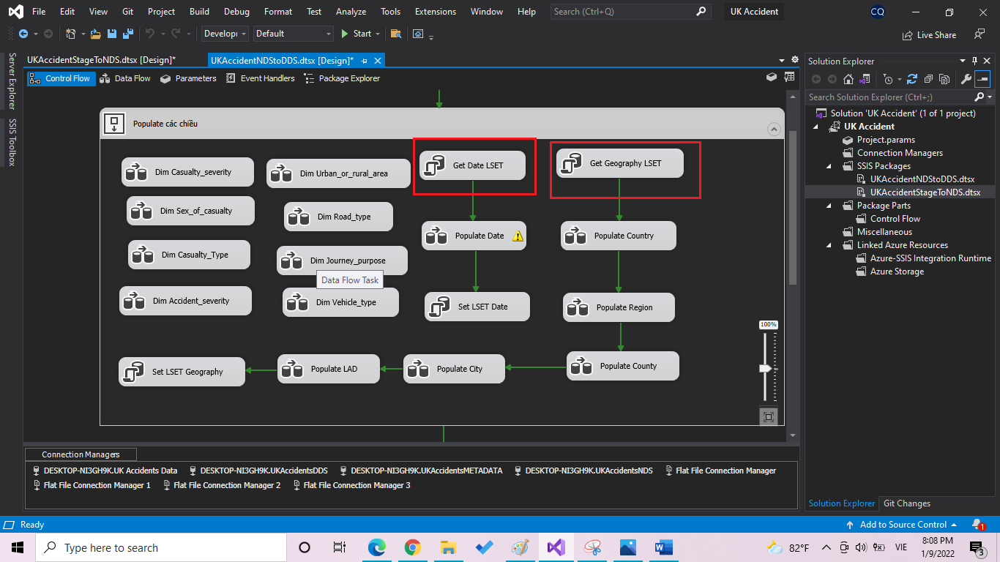 File Edit View Git Project Build Debug Format Test Analyze Tools Extensions Window Help Search (Ctrl+Q) UK Accident CQ
Developr Default Start Live Share
UKAccidentStageToNDS.dtsx [Design]* UKAccidentNDStoDDS.dtsx [Design]*
Control Flow Data Flow Parameters Event Handlers Package Explorer
Server Explorer
SSIS Toolbox
Populate các chiều
Dim Casualty_severity
Dim Urban_or_rural_area
Get Date LSET
Get Geography LSET
Dim Sex_of_casualty
Dim Road_type
Populate Date
Populate Country
Dim Casualty_Type
Dim Journey_purpose
Data Flow Task
Dim Accident_severity
Dim Vehicle_type
Set LSET Date
Populate Region
Set LSET Geography
Populate LAD
Populate City
Populate County
100%
Connection Managers
DESKTOP-NI3GH9K.UK Accidents Data DESKTOP-NI3GH9K.UKAccidentsDDS DESKTOP-NI3GH9K.UKAccidentsMETADATA DESKTOP-NI3GH9K.UKAccidentsNDS Flat File Connection Manager
Flat File Connection Manager 1 Flat File Connection Manager 2 Flat File Connection Manager 3
Solution Explorer
Search Solution Explorer (Ctrl+;)
Solution 'UK Accident' (1 of 1 project)
UK Accident
Project.params
Connection Managers
SSIS Packages
UKAccidentNDStoDDS.dtsx
UKAccidentStageToNDS.dtsx
Package Parts
Control Flow
Miscellaneous
Linked Azure Resources
Azure-SSIS Integration Runtime
Azure Storage
Solution Explorer Git Changes
Ready Add to Source Control 1
Type here to search 82°F VIE 8:08 PM
1/9/2022 3